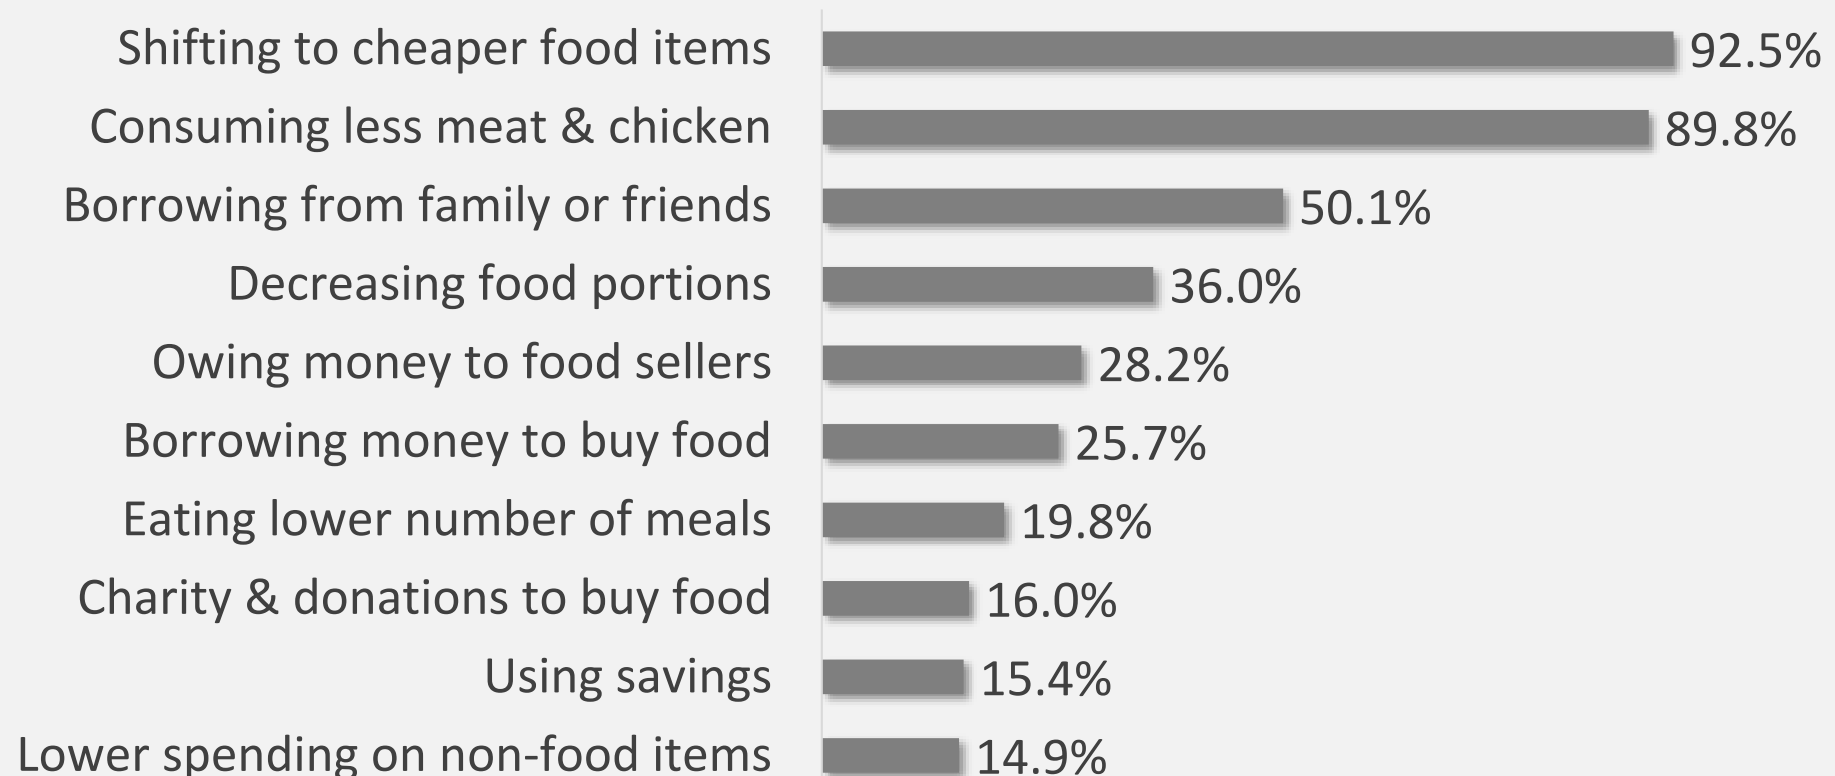 Shifting to cheaper food items 92.5%
Consuming less meat & chicken 89.8%
Borrowing from family or friends 50.1%
Decreasing food portions 36.0%
Owing money to food sellers 28.2%
Borrowing money to buy food 25.7%
Eating lower number of meals 19.8%
Charity & donations to buy food 16.0%
Using savings 15.4%
Lower spending on non-food items 14.9%